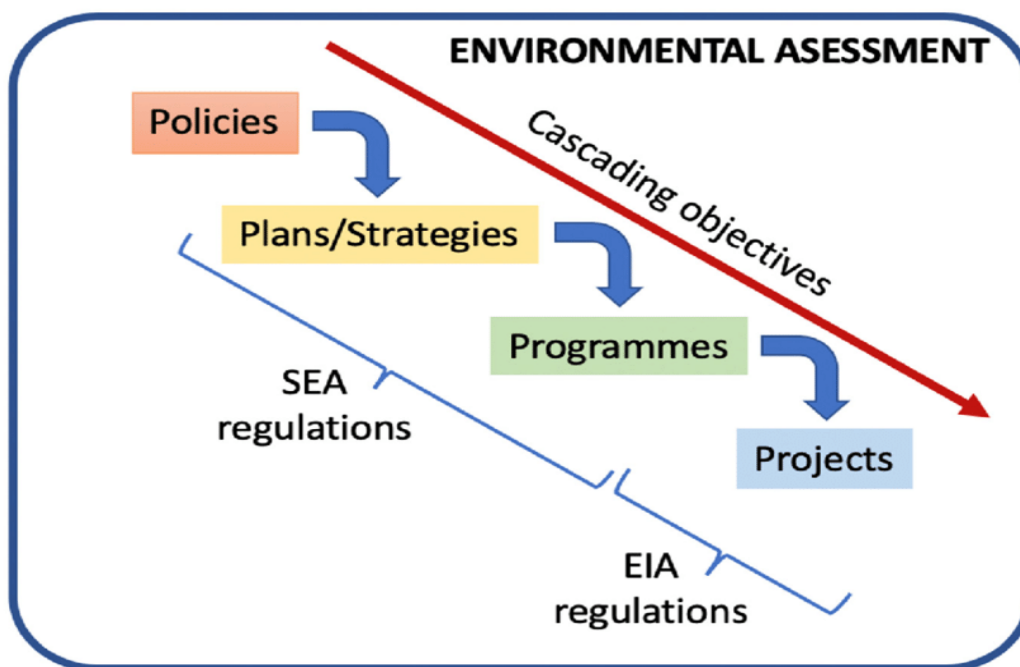 ENVIRONMENTAL ASESSMENT
Policies
Cascading objectives
Plans/Strategies
Programmes
SEA
regulations
Projects
EIA
regulations